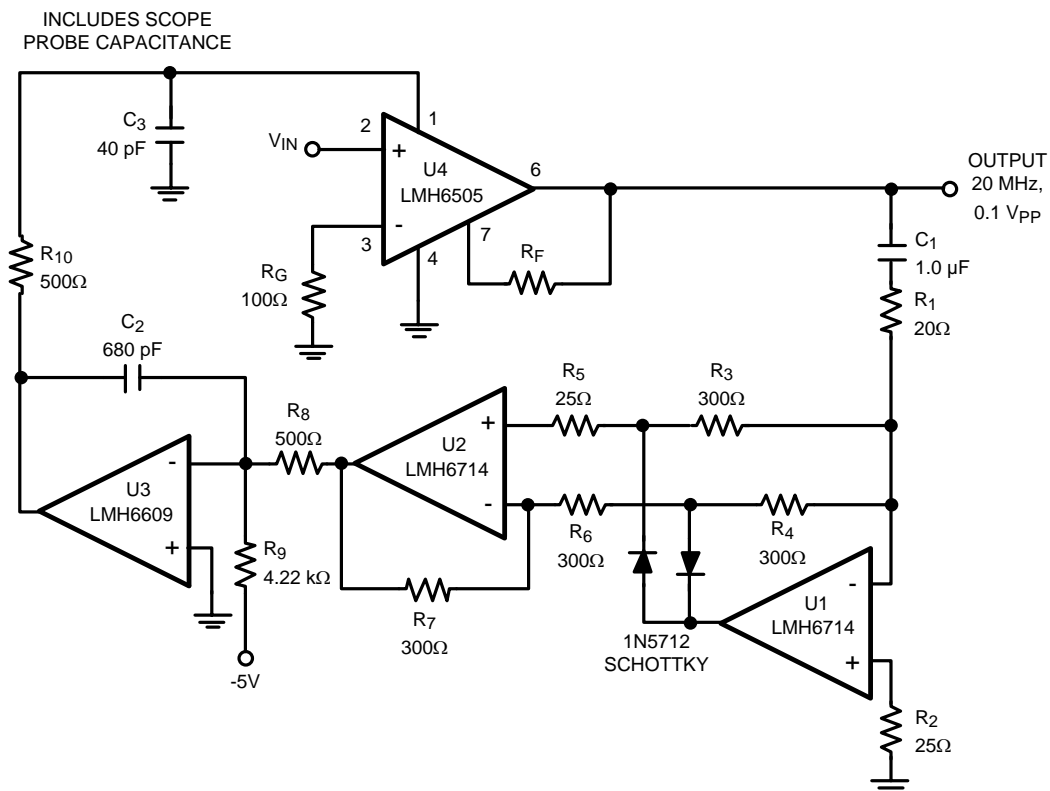 INCLUDES SCOPE
PROBE CAPACITANCE
C3
40 pF
R10
500Ω
VIN
2
+
1
U4
LMH6505
6
-
3
7
4
RG
100Ω
RF
OUTPUT
20 MHz,
0.1 VPP
C1
1.0 µF
R1
20Ω
C2
680 pF
R8
500Ω
U2
LMH6714
+
-
R5
25Ω
R3
300Ω
R6
300Ω
R4
300Ω
U3
LMH6609
-
+
R9
4.22 kΩ
-5V
R7
300Ω
1N5712
SCHOTTKY
U1
LMH6714
-
+
R2
25Ω